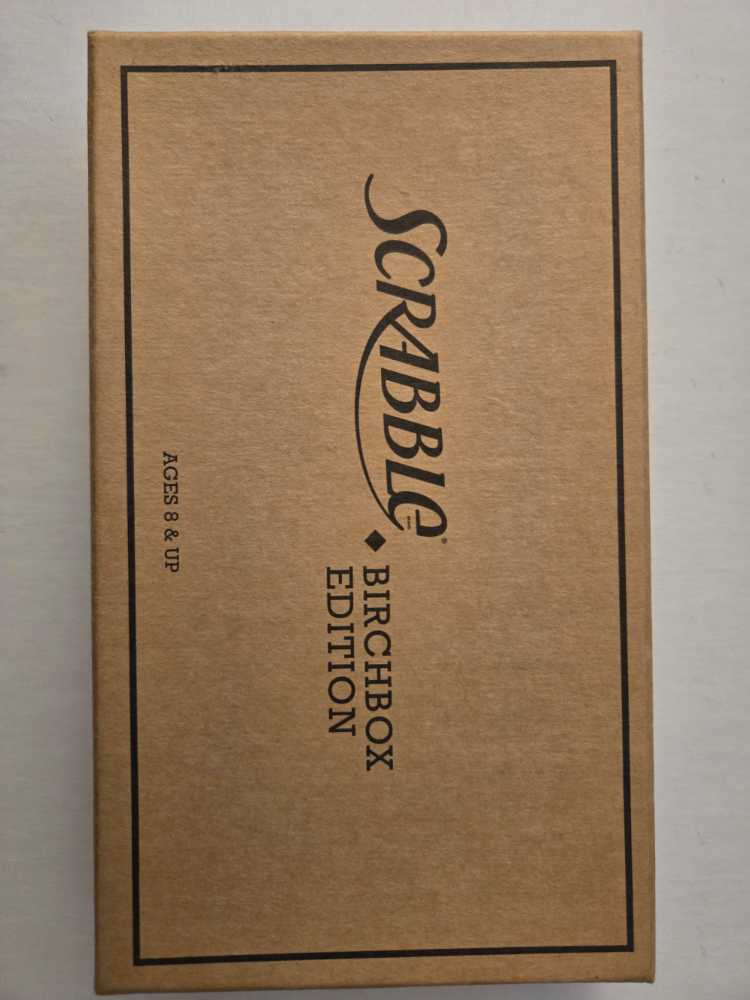 SCRABBLE®
BIRCHBOX
EDITION
AGES 8 & UP